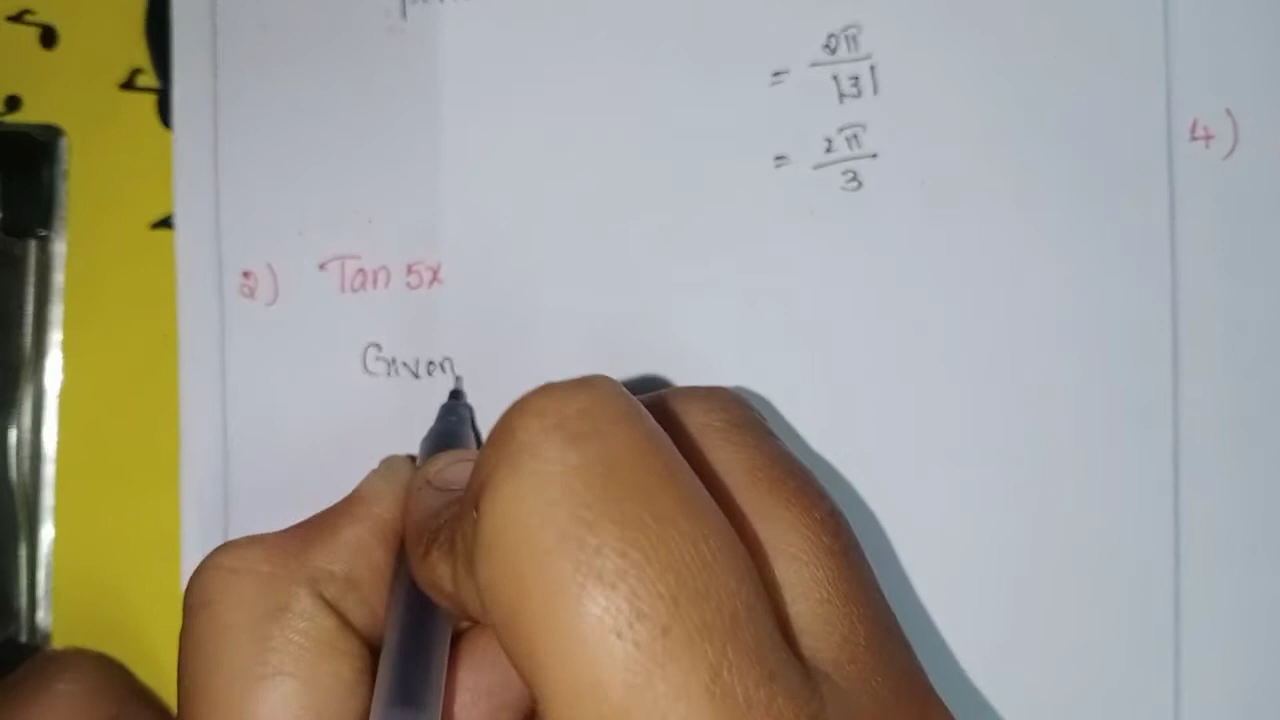 = 2π/|3|
= 2π/3
4)
2) Tan 5x
Given